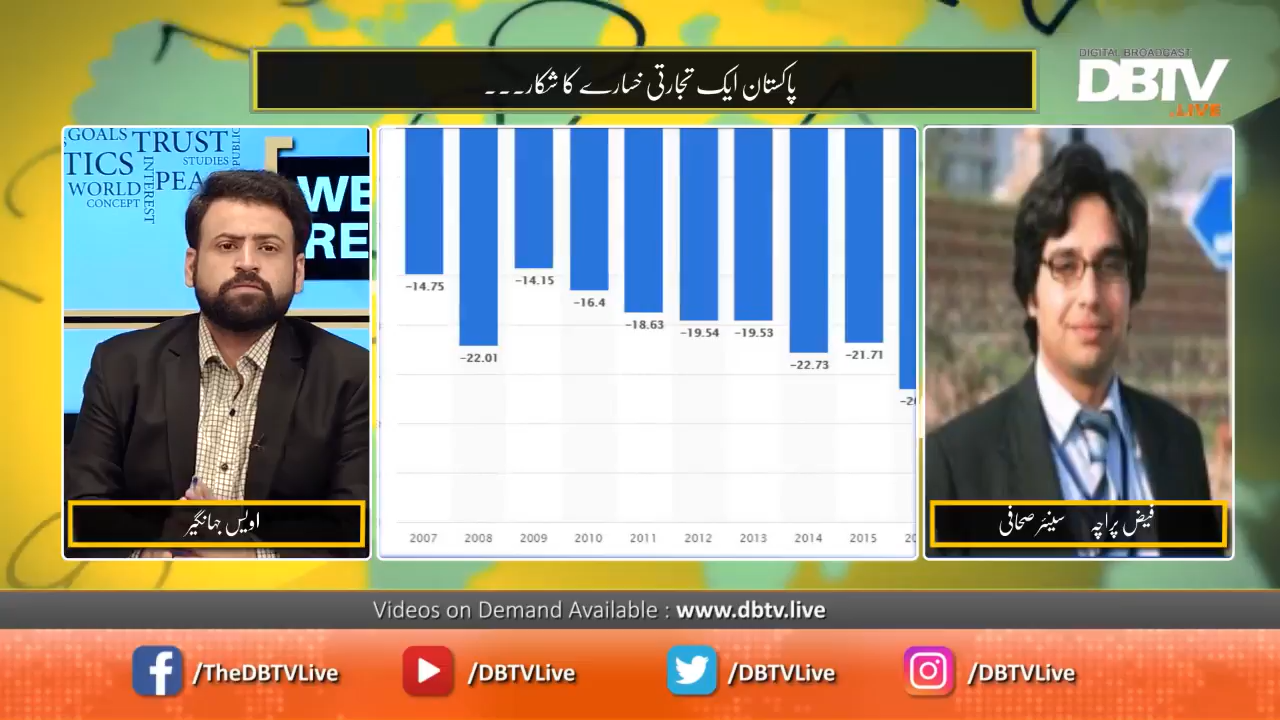 DIGITAL BROADCAST
DBTV
.LIVE
پاکستان ایک تجارتی خسارے کا شکار۔۔۔
GOALS
TRUST
PUBLIC
TICS
STUDIES
INTEREST
WORLD
PEA
CONCEPT
WE
RE
-14.75
-22.01
-14.15
-16.4
-18.63
-19.54
-19.53
-22.73
-21.71
2007 2008 2009 2010 2011 2012 2013 2014 2015
اویس جہانگیر
فیض پراچہ سینئر صحافی
Videos on Demand Available : www.dbtv.live
/TheDBTVLive /DBTVLive /DBTVLive /DBTVLive